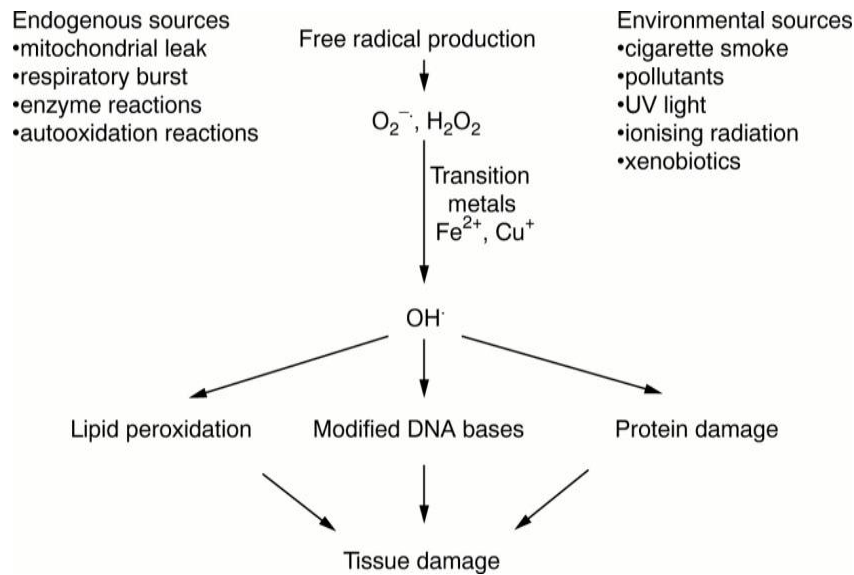 Endogenous sources
•mitochondrial leak
•respiratory burst
•enzyme reactions
•autooxidation reactions
Free radical production
Environmental sources
•cigarette smoke
•pollutants
•UV light
•ionising radiation
•xenobiotics
O₂⁻·, H₂O₂
Transition
metals
Fe²⁺, Cu⁺
OH·
Lipid peroxidation
Modified DNA bases
Protein damage
Tissue damage